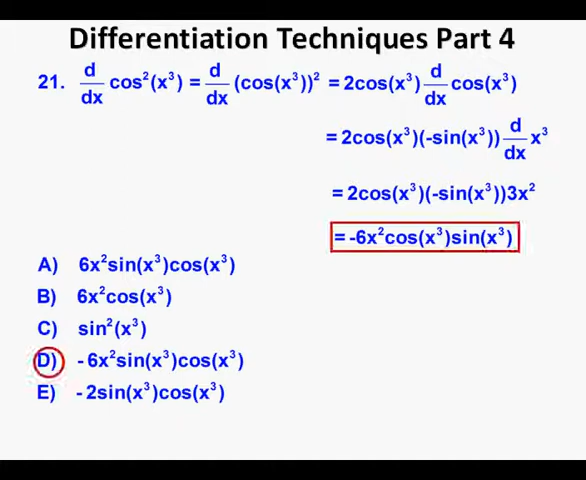 Differentiation Techniques Part 4
21. d/dx cos²(x³) = d/dx (cos(x³))² = 2cos(x³) d/dx cos(x³)
= 2cos(x³)(-sin(x³)) d/dx x³
= 2cos(x³)(-sin(x³))3x²
= -6x²cos(x³)sin(x³)
A) 6x²sin(x³)cos(x³)
B) 6x²cos(x³)
C) sin²(x³)
D) - 6x²sin(x³)cos(x³)
E) - 2sin(x³)cos(x³)